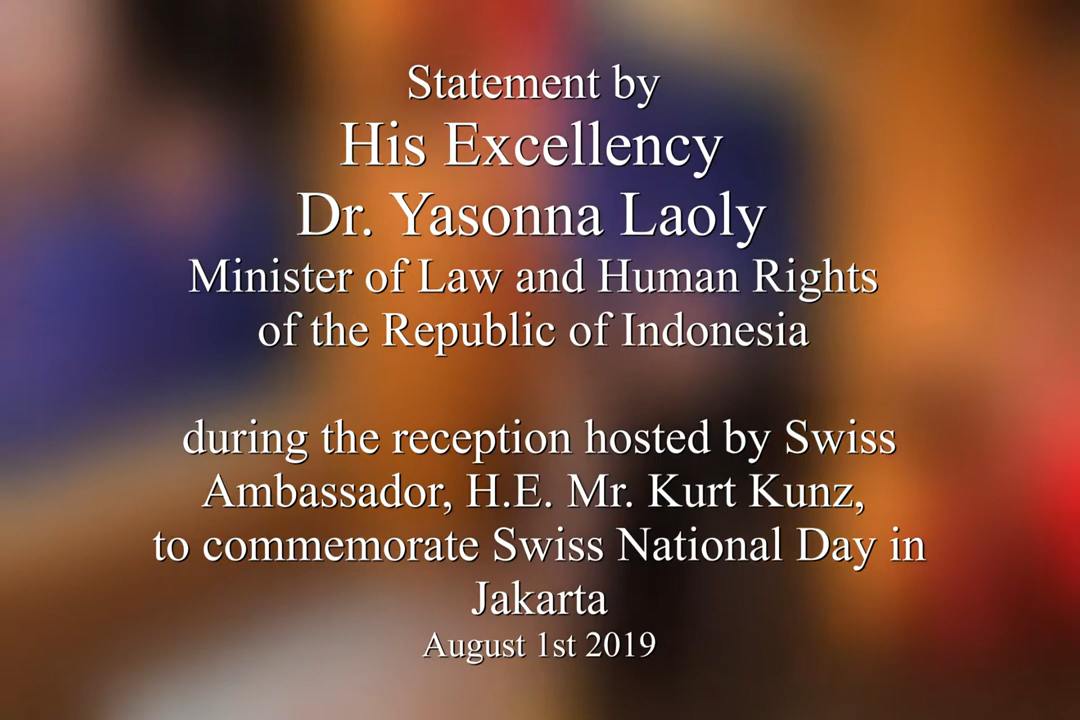 Statement by
His Excellency
Dr. Yasonna Laoly
Minister of Law and Human Rights
of the Republic of Indonesia
during the reception hosted by Swiss
Ambassador, H.E. Mr. Kurt Kunz,
to commemorate Swiss National Day in
Jakarta
August 1st 2019